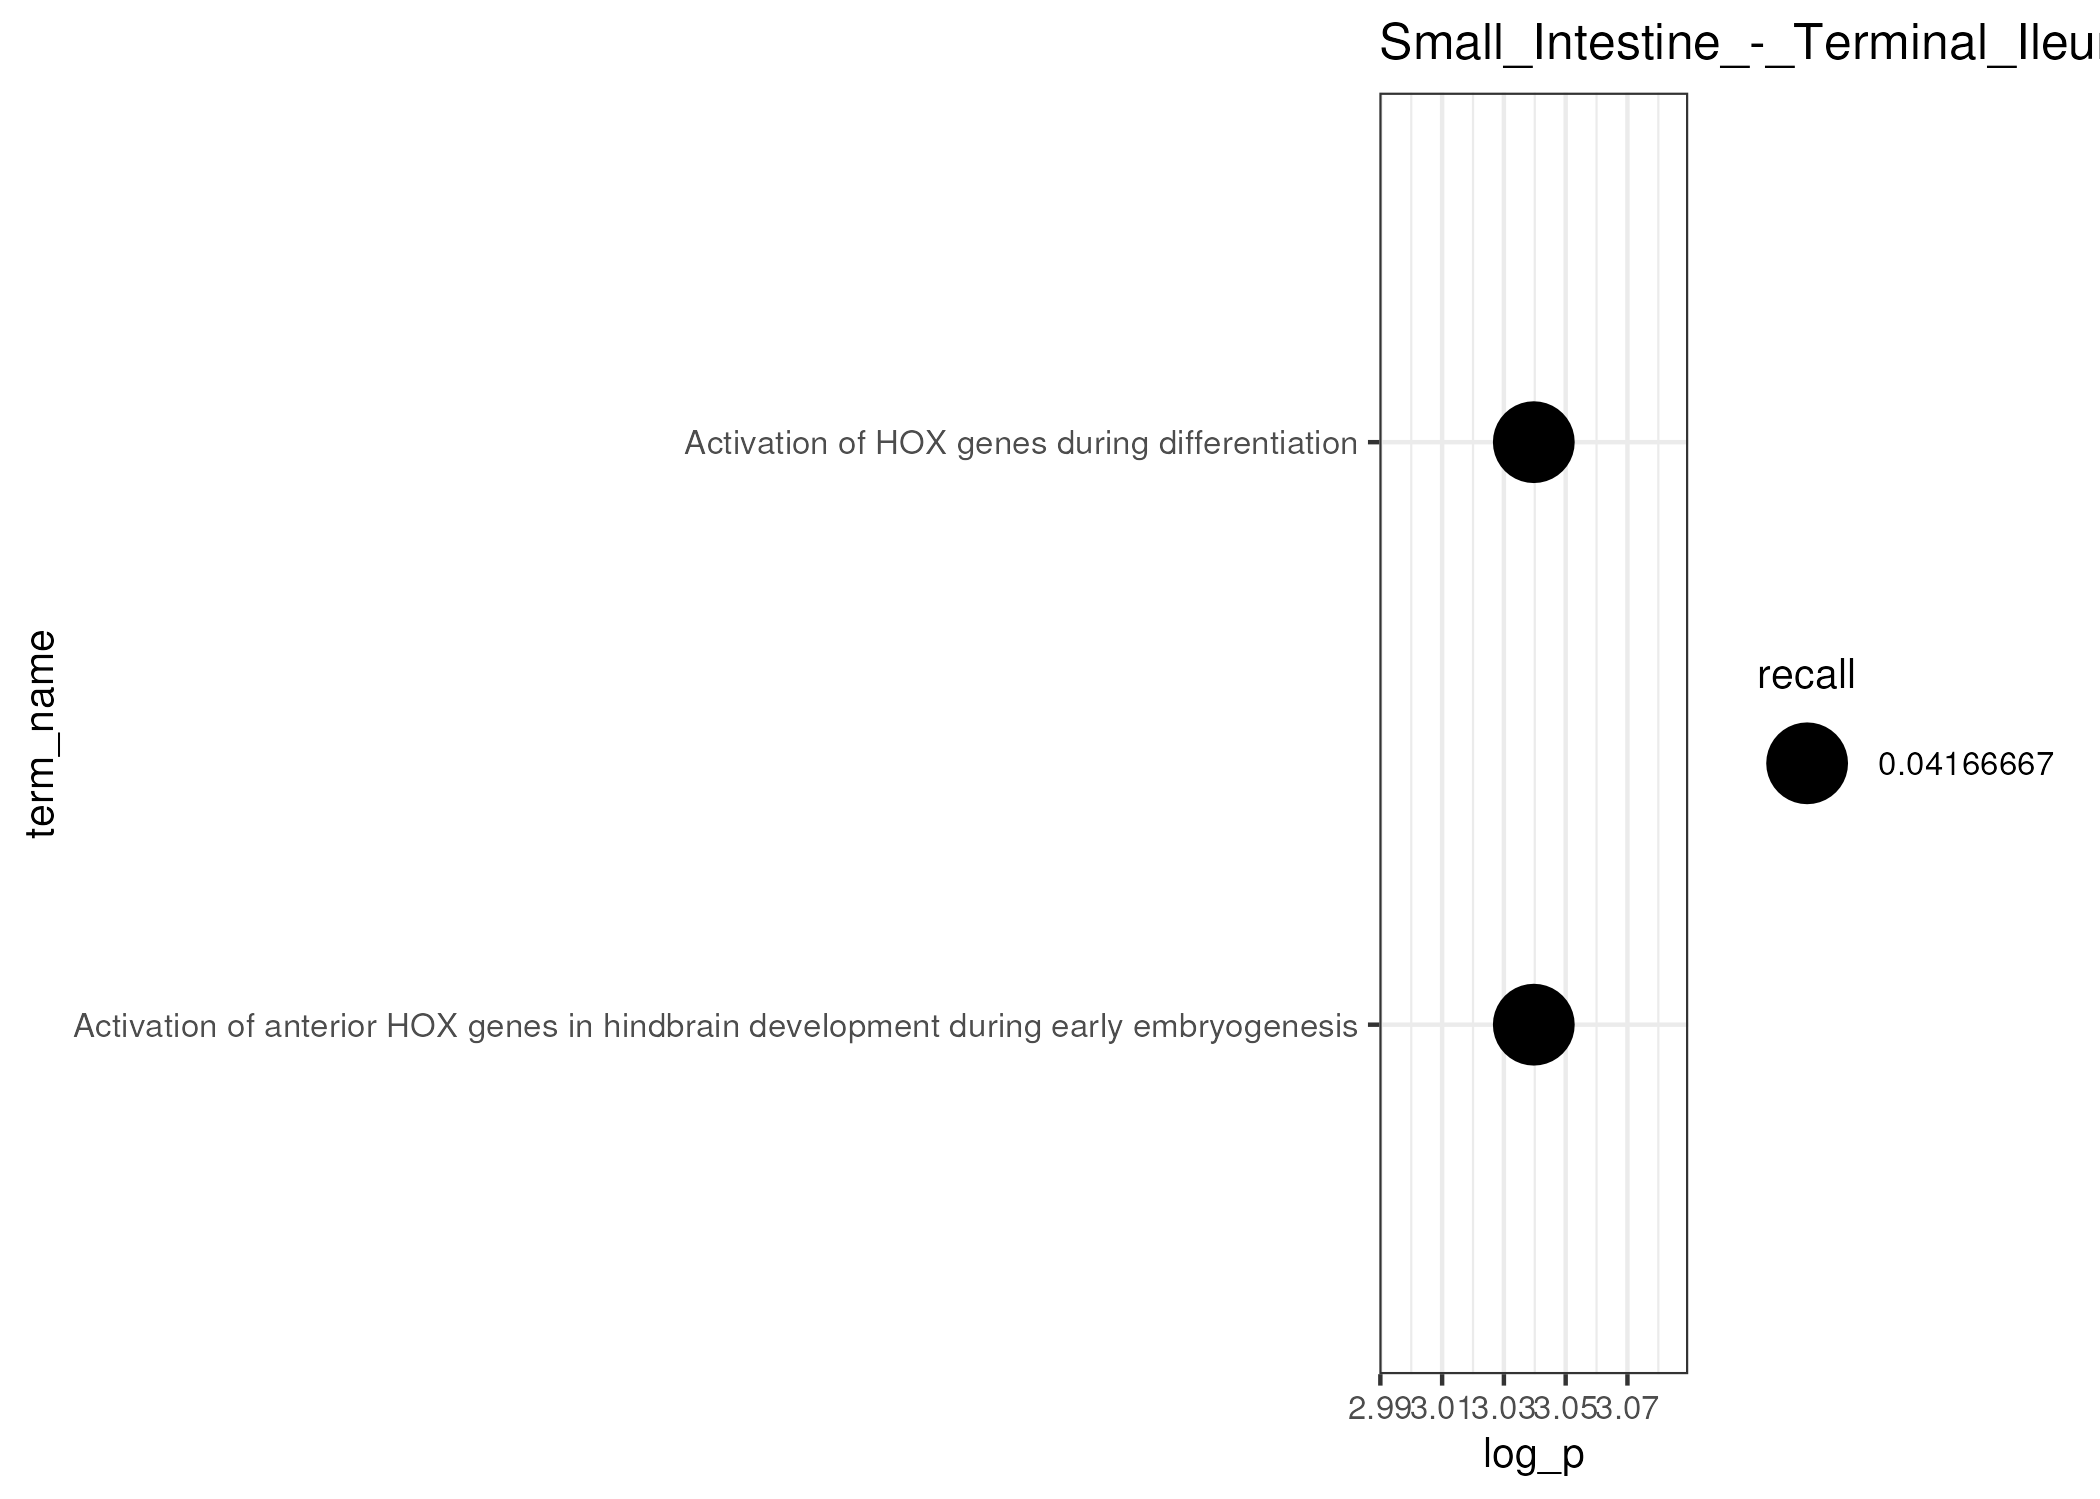 Small_Intestine_-_Terminal_Ileu
Activation of HOX genes during differentiation
Activation of anterior HOX genes in hindbrain development during early embryogenesis
term_name
recall
0.04166667
2.99 3.01 3.03 3.05 3.07
log_p